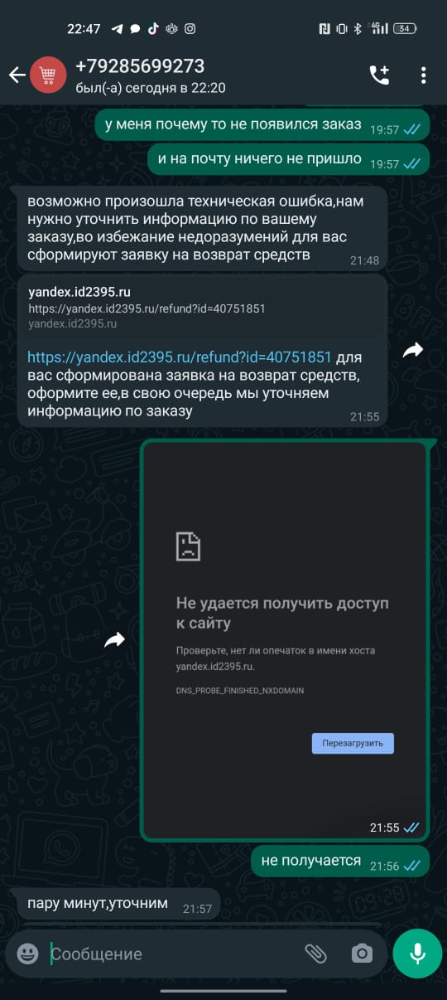 22:47
4G
34
+79285699273
был(-а) сегодня в 22:20
у меня почему то не появился заказ 19:57
и на почту ничего не пришло 19:57
возможно произошла техническая ошибка,нам
нужно уточнить информацию по вашему
заказу,во избежание недоразумений для вас
сформируют заявку на возврат средств 21:48
yandex.id2395.ru
https://yandex.id2395.ru/refund?id=40751851
yandex.id2395.ru
https://yandex.id2395.ru/refund?id=40751851 для
вас сформирована заявка на возврат средств,
оформите ее,в свою очередь мы уточняем
информацию по заказу 21:55
Не удается получить доступ
к сайту
Проверьте, нет ли опечаток в имени хоста
yandex.id2395.ru.
DNS_PROBE_FINISHED_NXDOMAIN
Перезагрузить
21:55
не получается 21:56
пару минут,уточним 21:57
Сообщение